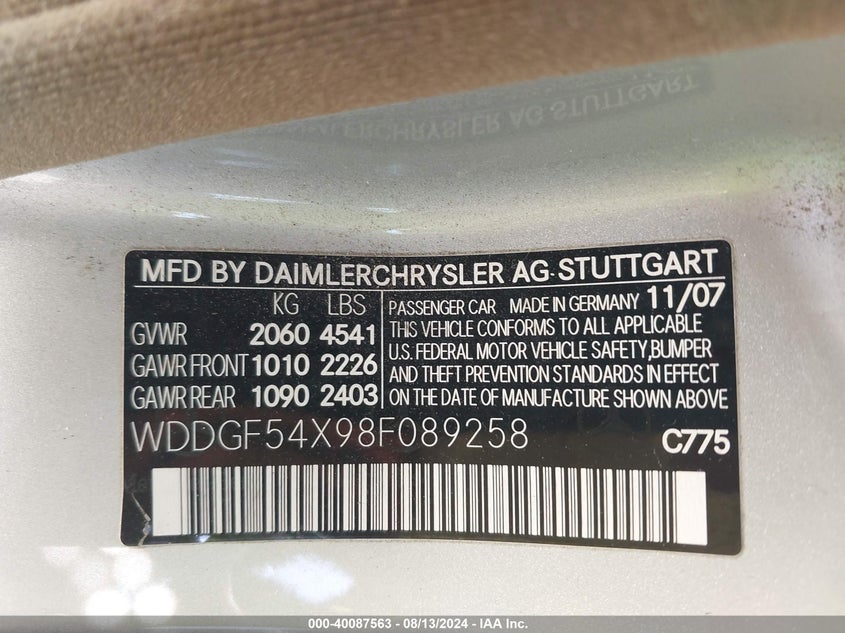 MFD BY DAIMLERCHRYSLER AG-STUTTGART
KG LBS
GVWR 2060 4541
GAWR FRONT 1010 2226
GAWR REAR 1090 2403
PASSENGER CAR MADE IN GERMANY 11/07
THIS VEHICLE CONFORMS TO ALL APPLICABLE
U.S. FEDERAL MOTOR VEHICLE SAFETY, BUMPER
AND THEFT PREVENTION STANDARDS IN EFFECT
ON THE DATE OF MANUFACTURE SHOWN ABOVE
WDDGF54X98F089258 C775
000-40087563 - 08/13/2024 - IAA Inc.